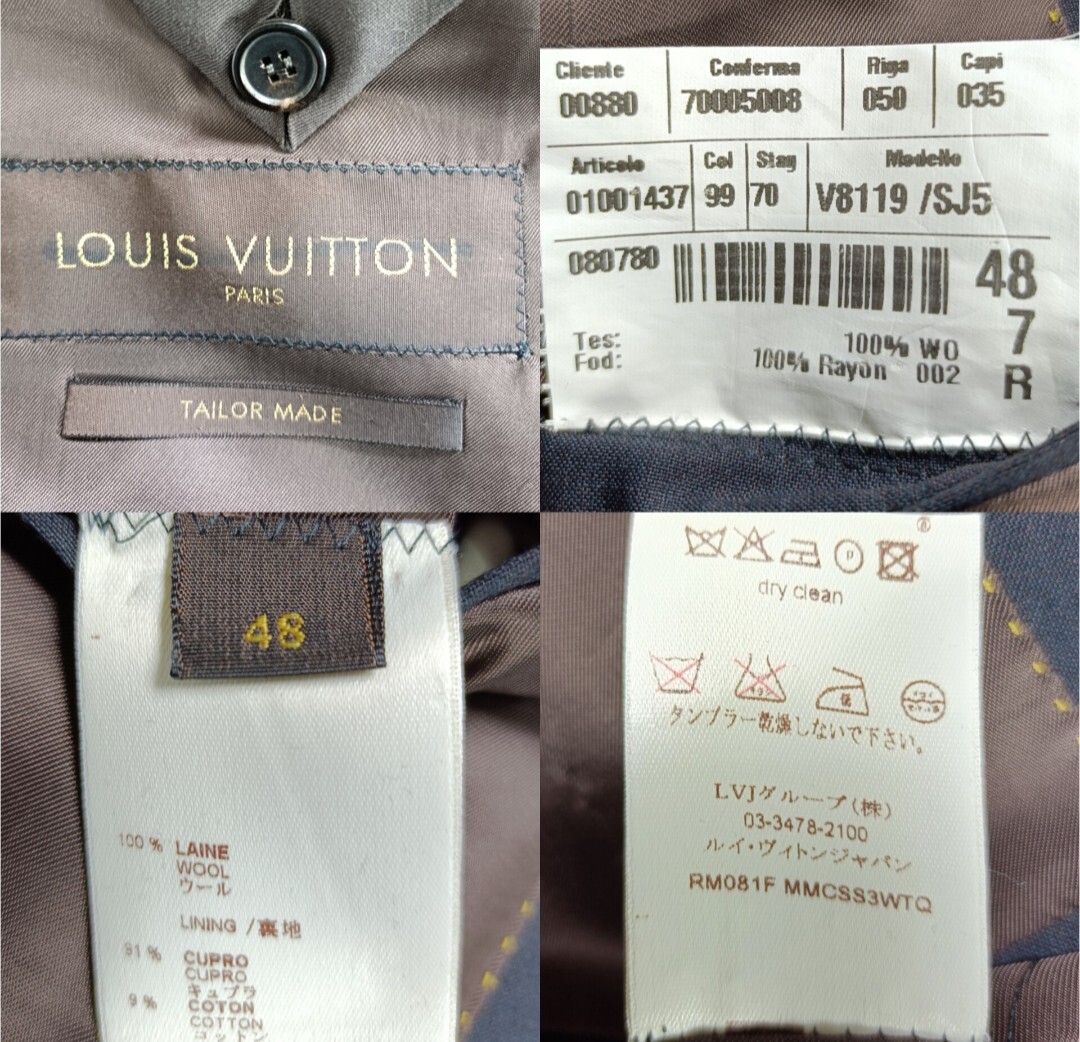 LOUIS VUITTON
PARIS
TAILOR MADE
Cliente Conferma Riga Capi
00880 70005008 050 035
Articolo Col Stag Modello
01001437 99 70 V8119 /SJ5
080780
48
7
R
Tes: 100% WO
Fod: 100% Rayon 002
48
100 % LAINE
WOOL
ウール
LINING / 裏地
91 % CUPRO
CUPRO
キュプラ
9 % COTON
COTTON
コットン
P
dry clean
タンブラー乾燥しないで下さい。
LVJグループ(株)
03-3478-2100
ルイ・ヴィトンジャパン
RM081F MMCSS3WTQ